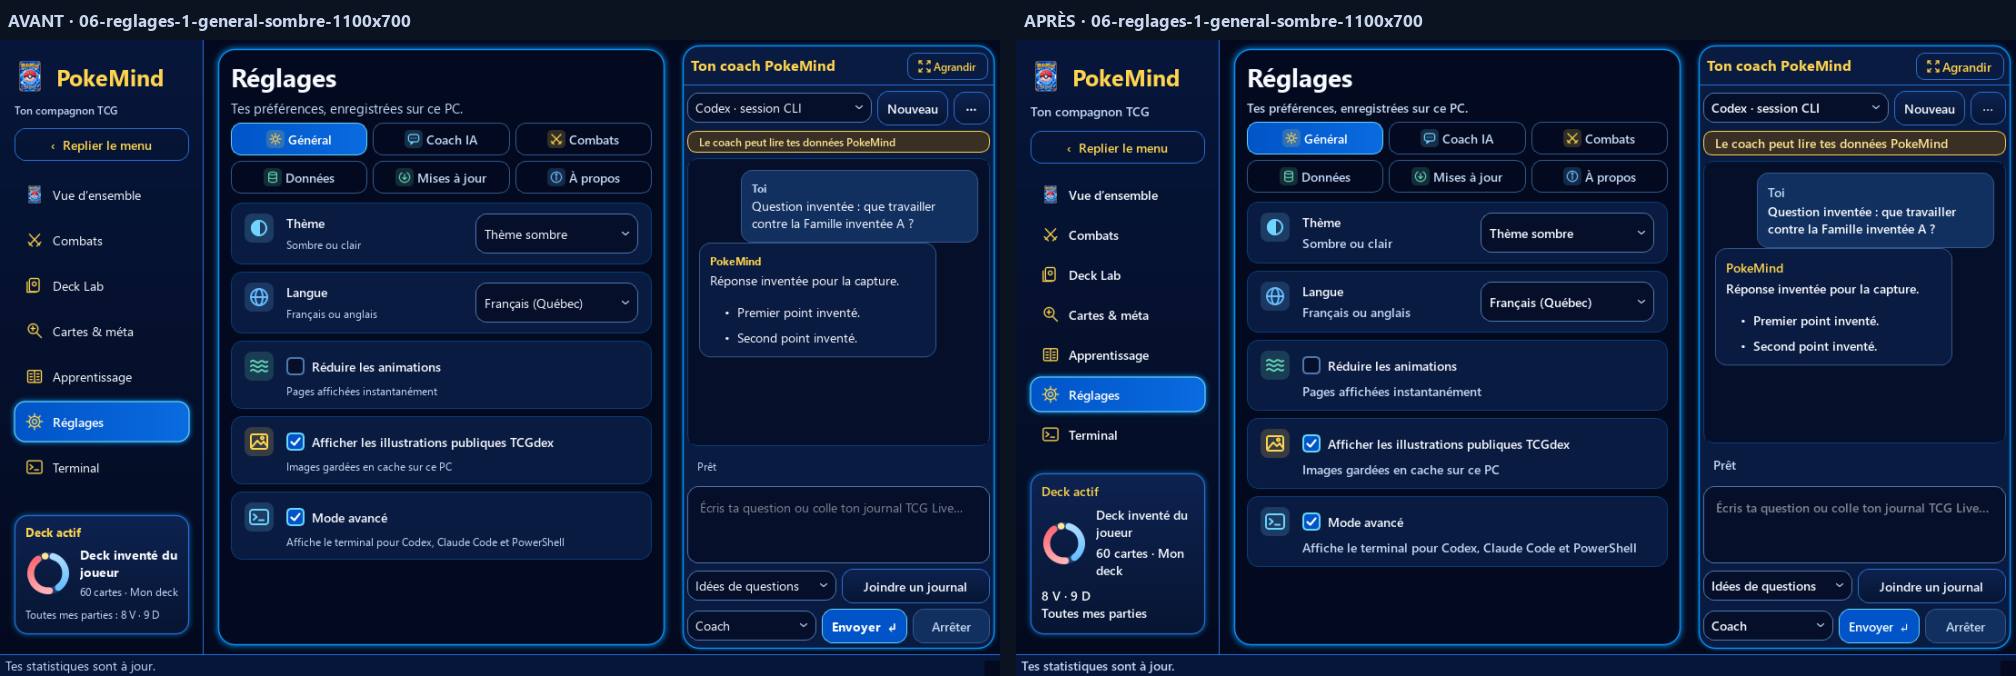 AVANT · 06-reglages-1-general-sombre-1100x700
PokeMind
Ton compagnon TCG
‹ Replier le menu
Vue d'ensemble
Combats
Deck Lab
Cartes & méta
Apprentissage
Réglages
Terminal
Deck actif
Deck inventé du
joueur
60 cartes · Mon deck
Toutes mes parties : 8 V · 9 D
Réglages
Tes préférences, enregistrées sur ce PC.
Général
Coach IA
Combats
Données
Mises à jour
À propos
Thème
Sombre ou clair
Thème sombre
Langue
Français ou anglais
Français (Québec)
Réduire les animations
Pages affichées instantanément
Afficher les illustrations publiques TCGdex
Images gardées en cache sur ce PC
Mode avancé
Affiche le terminal pour Codex, Claude Code et PowerShell
Ton coach PokeMind
Agrandir
Codex · session CLI
Nouveau
...
Le coach peut lire tes données PokeMind
Toi
Question inventée : que travailler
contre la Famille inventée A ?
PokeMind
Réponse inventée pour la capture.
• Premier point inventé.
• Second point inventé.
Prêt
Écris ta question ou colle ton journal TCG Live...
Idées de questions
Joindre un journal
Coach
Envoyer ↲
Arrêter
Tes statistiques sont à jour.
APRÈS · 06-reglages-1-general-sombre-1100x700
PokeMind
Ton compagnon TCG
‹ Replier le menu
Vue d'ensemble
Combats
Deck Lab
Cartes & méta
Apprentissage
Réglages
Terminal
Deck actif
Deck inventé du
joueur
60 cartes · Mon
deck
8 V · 9 D
Toutes mes parties
Réglages
Tes préférences, enregistrées sur ce PC.
Général
Coach IA
Combats
Données
Mises à jour
À propos
Thème
Sombre ou clair
Thème sombre
Langue
Français ou anglais
Français (Québec)
Réduire les animations
Pages affichées instantanément
Afficher les illustrations publiques TCGdex
Images gardées en cache sur ce PC
Mode avancé
Affiche le terminal pour Codex, Claude Code et PowerShell
Ton coach PokeMind
Agrandir
Codex · session CLI
Nouveau
...
Le coach peut lire tes données PokeMind
Toi
Question inventée : que travailler
contre la Famille inventée A ?
PokeMind
Réponse inventée pour la capture.
• Premier point inventé.
• Second point inventé.
Prêt
Écris ta question ou colle ton journal TCG Live...
Idées de questions
Joindre un journal
Coach
Envoyer ↲
Arrêter
Tes statistiques sont à jour.